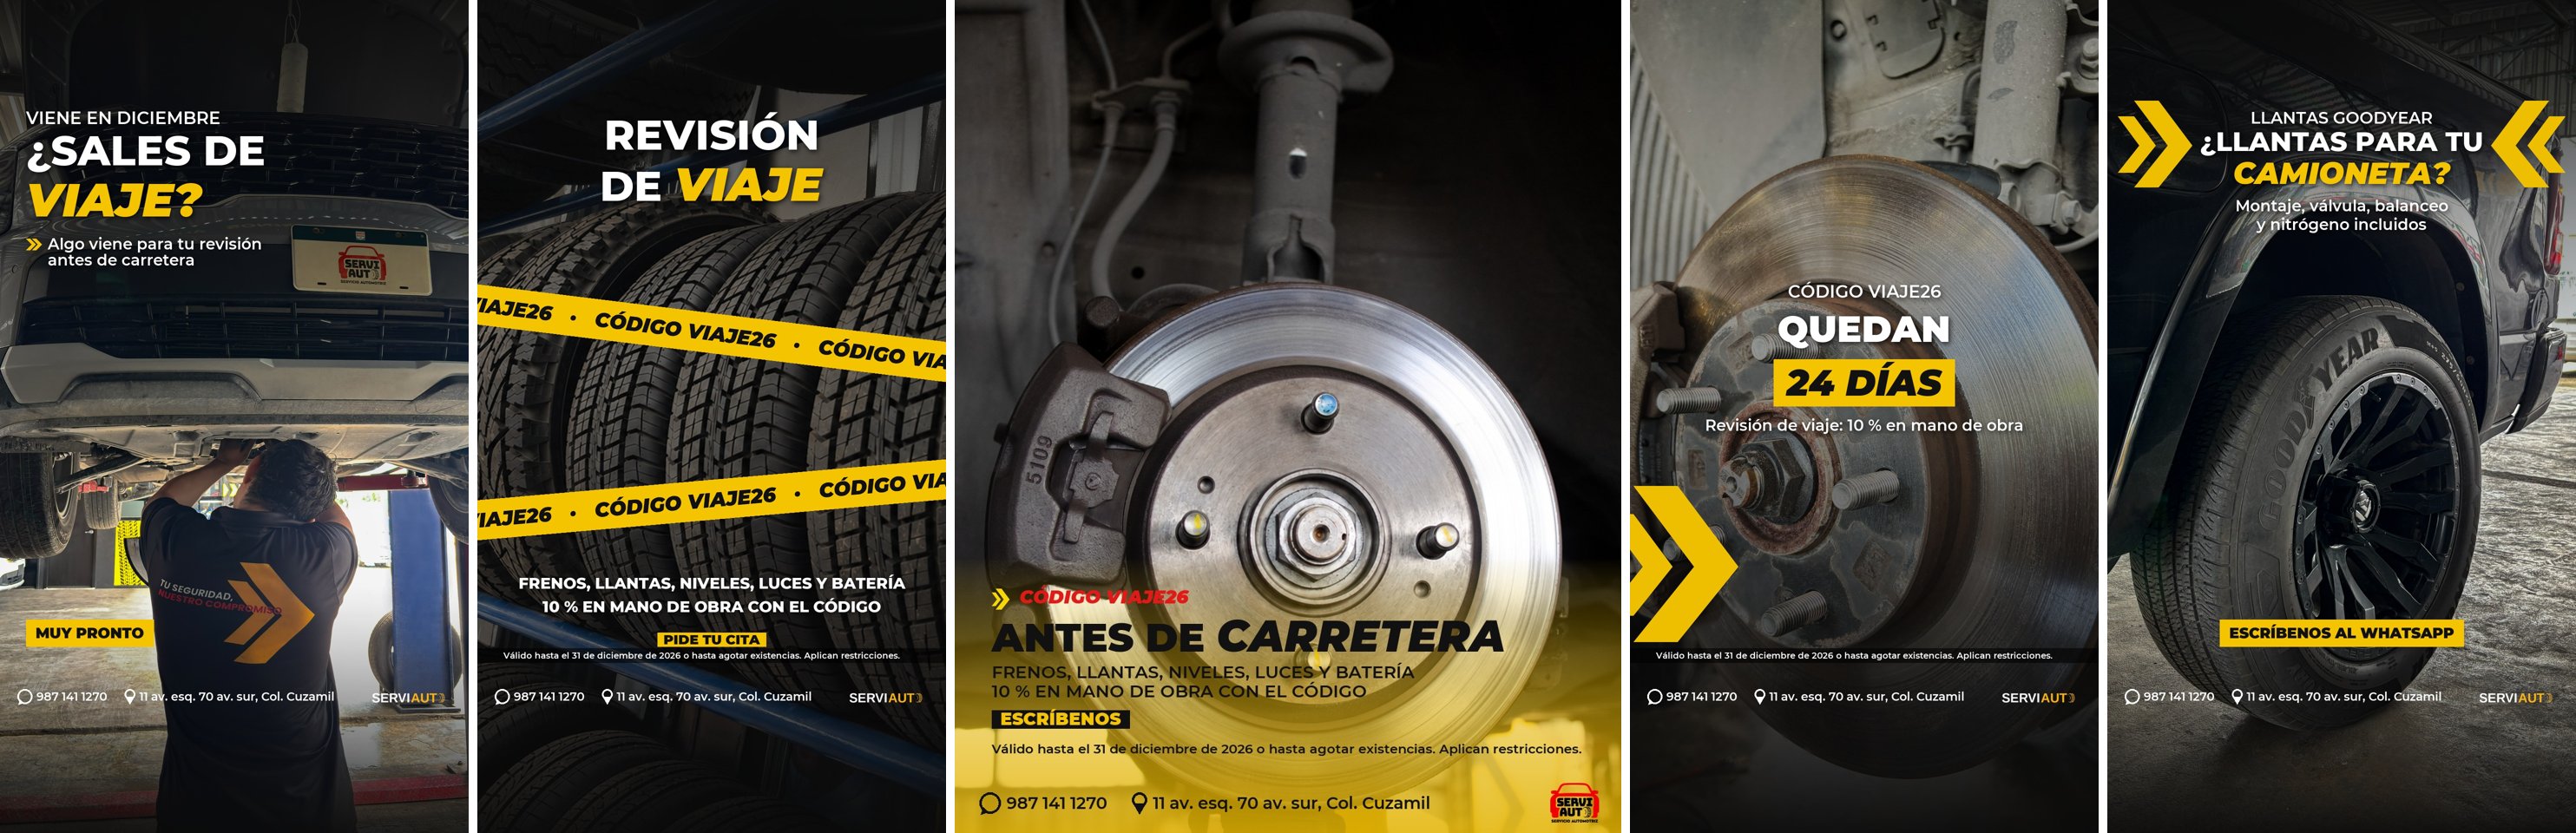 VIENE EN DICIEMBRE
¿SALES DE
VIAJE?
Algo viene para tu revisión
antes de carretera
SERVI
AUTO
SERVICIO AUTOMOTRIZ
TU SEGURIDAD,
NUESTRO COMPROMISO
MUY PRONTO
987 141 1270 11 av. esq. 70 av. sur, Col. Cuzamil SERVIAUTO
REVISIÓN
DE VIAJE
VIAJE26 • CÓDIGO VIAJE26 • CÓDIGO VIA
VIAJE26 • CÓDIGO VIAJE26 • CÓDIGO VIA
FRENOS, LLANTAS, NIVELES, LUCES Y BATERÍA
10 % EN MANO DE OBRA CON EL CÓDIGO
PIDE TU CITA
Válido hasta el 31 de diciembre de 2026 o hasta agotar existencias. Aplican restricciones.
987 141 1270 11 av. esq. 70 av. sur, Col. Cuzamil SERVIAUTO
5109
CÓDIGO VIAJE26
ANTES DE CARRETERA
FRENOS, LLANTAS, NIVELES, LUCES Y BATERÍA
10 % EN MANO DE OBRA CON EL CÓDIGO
ESCRÍBENOS
Válido hasta el 31 de diciembre de 2026 o hasta agotar existencias. Aplican restricciones.
987 141 1270 11 av. esq. 70 av. sur, Col. Cuzamil
SERVI
AUTO
SERVICIO AUTOMOTRIZ
CÓDIGO VIAJE26
QUEDAN
24 DÍAS
Revisión de viaje: 10 % en mano de obra
Válido hasta el 31 de diciembre de 2026 o hasta agotar existencias. Aplican restricciones.
987 141 1270 11 av. esq. 70 av. sur, Col. Cuzamil SERVIAUTO
LLANTAS GOODYEAR
¿LLANTAS PARA TU
CAMIONETA?
Montaje, válvula, balanceo
y nitrógeno incluidos
GOODYEAR
ESCRÍBENOS AL WHATSAPP
987 141 1270 11 av. esq. 70 av. sur, Col. Cuzamil SERVIAUTO